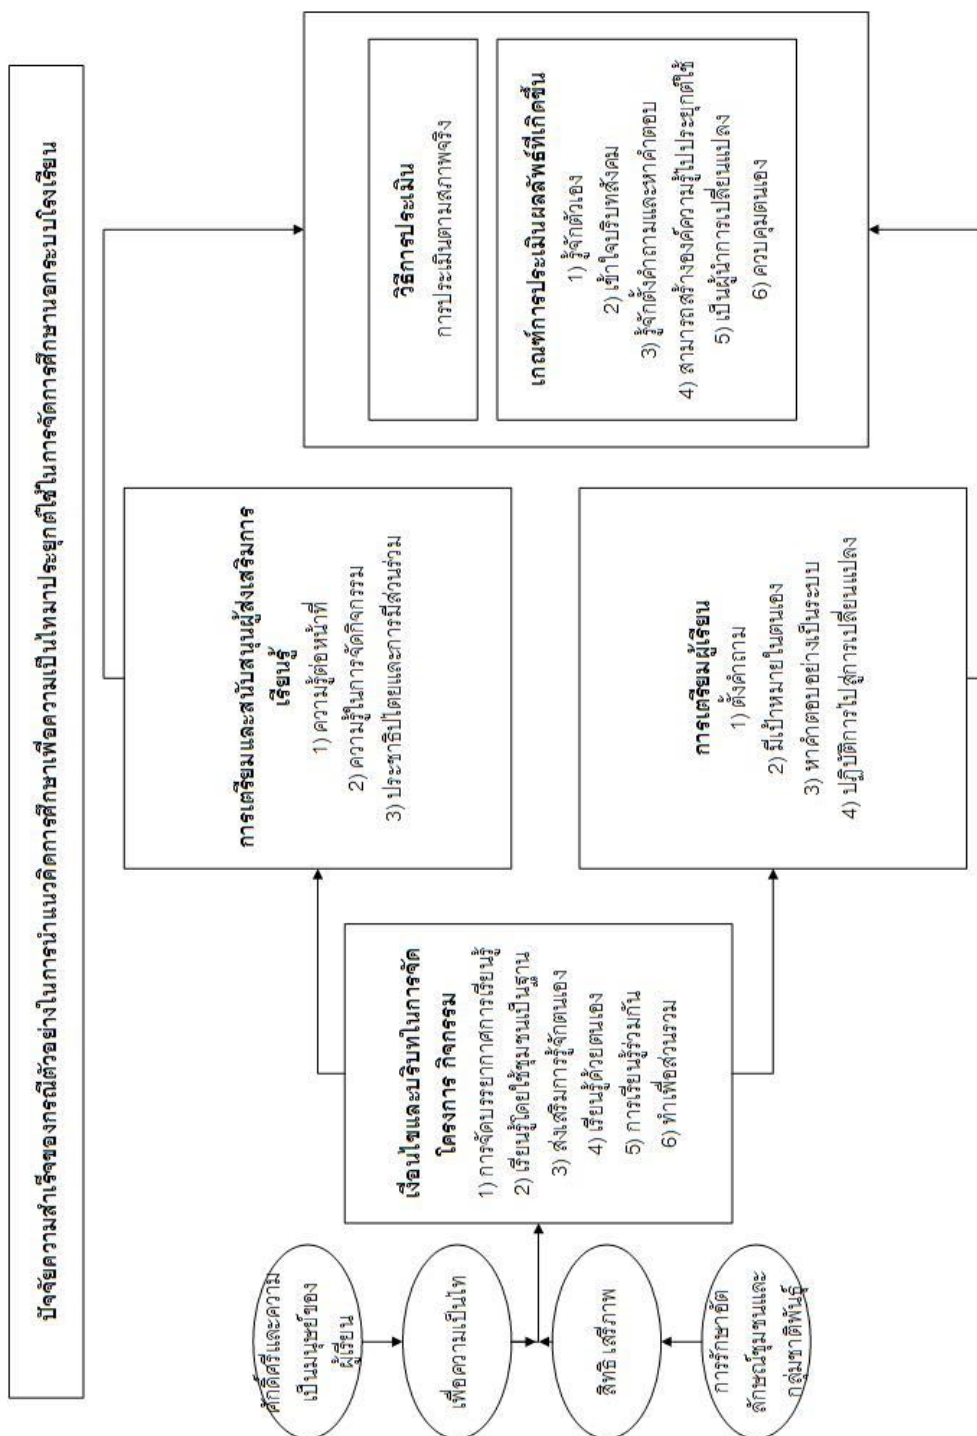 ปัจจัยความสำเร็จของกรณีตัวอย่างในการนำแนวคิดการศึกษาเพื่อความเป็นไทมาประยุกต์ใช้ในการจัดการศึกษานอกระบบโรงเรียน
ศักดิ์ศรีและความ
เป็นมนุษย์ของ
ผู้เรียน
เพื่อความเป็นไท
สิทธิ เสรีภาพ
การรักษาอัต
ลักษณ์ชุมชนและ
กลุ่มชาติพันธุ์
เงื่อนไขและบริบทในการจัด
โครงการ กิจกรรม
1) การจัดบรรยากาศการเรียนรู้
2) เรียนรู้โดยใช้ชุมชนเป็นฐาน
3) ส่งเสริมการรู้จักตนเอง
4) เรียนรู้ด้วยตนเอง
5) การเรียนรู้ร่วมกัน
6) ทำเพื่อส่วนรวม
การเตรียมและสนับสนุนผู้ส่งเสริมการ
เรียนรู้
1) ความรู้ต่อหน้าที่
2) ความรู้ในการจัดกิจกรรม
3) ประชาธิปไตยและการมีส่วนร่วม
การเตรียมผู้เรียน
1) ตั้งคำถาม
2) มีเป้าหมายในตนเอง
3) หาคำตอบอย่างเป็นระบบ
4) ปฏิบัติการไปสู่การเปลี่ยนแปลง
วิธีการประเมิน
การประเมินตามสภาพจริง
เกณฑ์การประเมินผลลัพธ์ที่เกิดขึ้น
1) รู้จักตัวเอง
2) เข้าใจบริบทสังคม
3) รู้จักตั้งคำถามและหาคำตอบ
4) สามารถสร้างองค์ความรู้ไปประยุกต์ใช้
5) เป็นผู้นำการเปลี่ยนแปลง
6) ควบคุมตนเอง